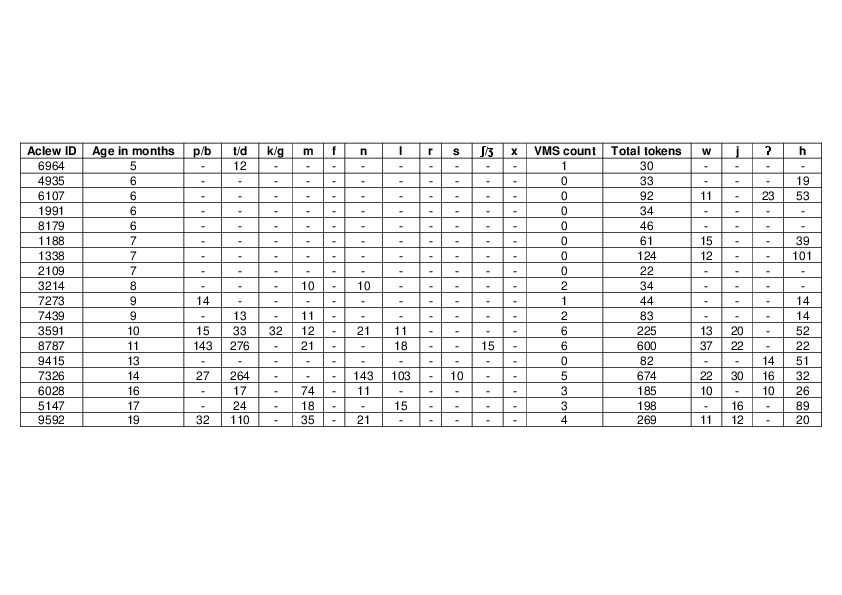 Aclew ID Age in months p/b t/d k/g m f n l r s ʃ/ʒ x VMS count Total tokens w j ʔ h
6964 5 - 12 - - - - - - - - - 1 30 - - - -
4935 6 - - - - - - - - - - - 0 33 - - - 19
6107 6 - - - - - - - - - - - 0 92 11 - 23 53
1991 6 - - - - - - - - - - - 0 34 - - - -
8179 6 - - - - - - - - - - - 0 46 - - - -
1188 7 - - - - - - - - - - - 0 61 15 - - 39
1338 7 - - - - - - - - - - - 0 124 12 - - 101
2109 7 - - - - - - - - - - - 0 22 - - - -
3214 8 - - - 10 - 10 - - - - - 2 34 - - - -
7273 9 14 - - - - - - - - - - 1 44 - - - 14
7439 9 - 13 - 11 - - - - - - - 2 83 - - - 14
3591 10 15 33 32 12 - 21 11 - - - - 6 225 13 20 - 52
8787 11 143 276 - 21 - - 18 - - 15 - 6 600 37 22 - 22
9415 13 - - - - - - - - - - - 0 82 - - 14 51
7326 14 27 264 - - - 143 103 - 10 - - 5 674 22 30 16 32
6028 16 - 17 - 74 - 11 - - - - - 3 185 10 - 10 26
5147 17 - 24 - 18 - - 15 - - - - 3 198 - 16 - 89
9592 19 32 110 - 35 - 21 - - - - - 4 269 11 12 - 20